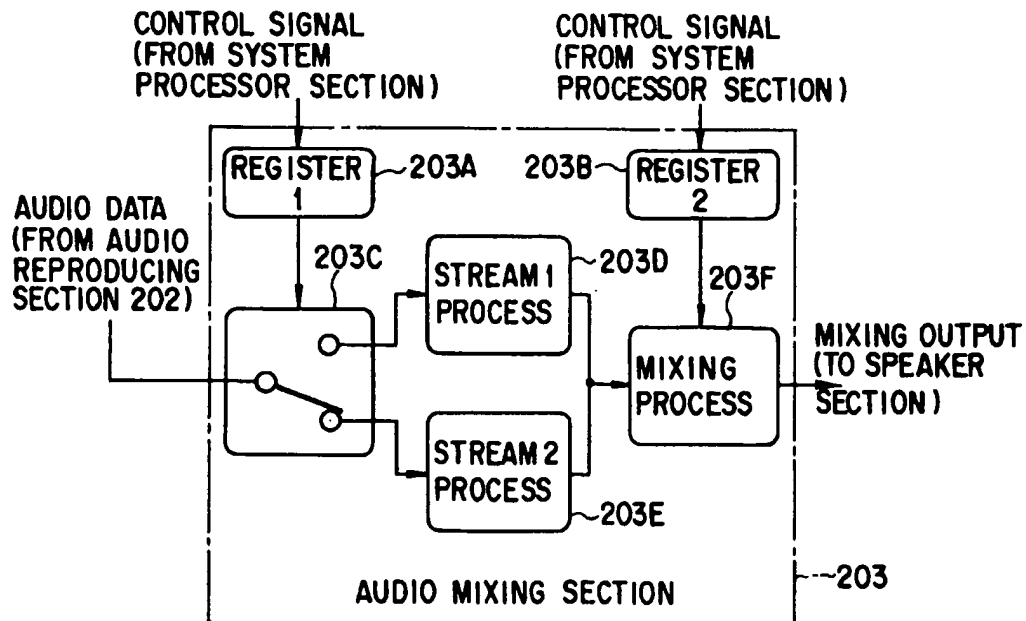 CONTROL SIGNAL
(FROM SYSTEM
PROCESSOR SECTION)
CONTROL SIGNAL
(FROM SYSTEM
PROCESSOR SECTION)
REGISTER
1
203A
203B
REGISTER
2
AUDIO DATA
(FROM AUDIO
REPRODUCING
SECTION 202)
203C
STREAM 1
PROCESS
203D
203F
MIXING
PROCESS
MIXING OUTPUT
(TO SPEAKER
SECTION)
STREAM 2
PROCESS
203E
AUDIO MIXING SECTION
203